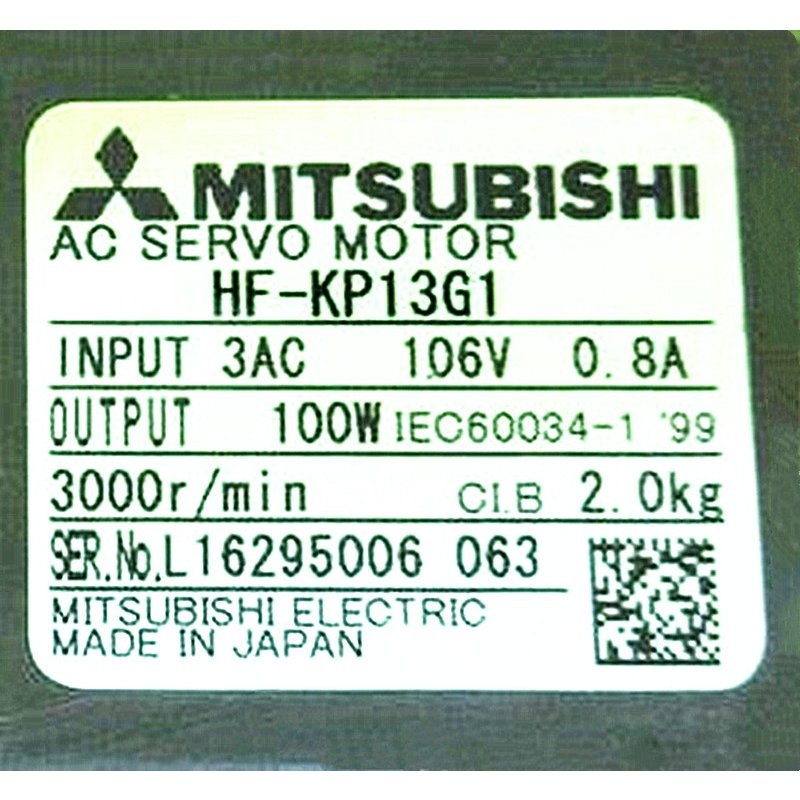 MITSUBISHI
AC SERVO MOTOR
HF-KP13G1
INPUT 3AC 106V 0.8A
OUTPUT 100W IEC60034-1 '99
3000r/min CI.B 2.0kg
SER.No.L16295006 063
MITSUBISHI ELECTRIC
MADE IN JAPAN